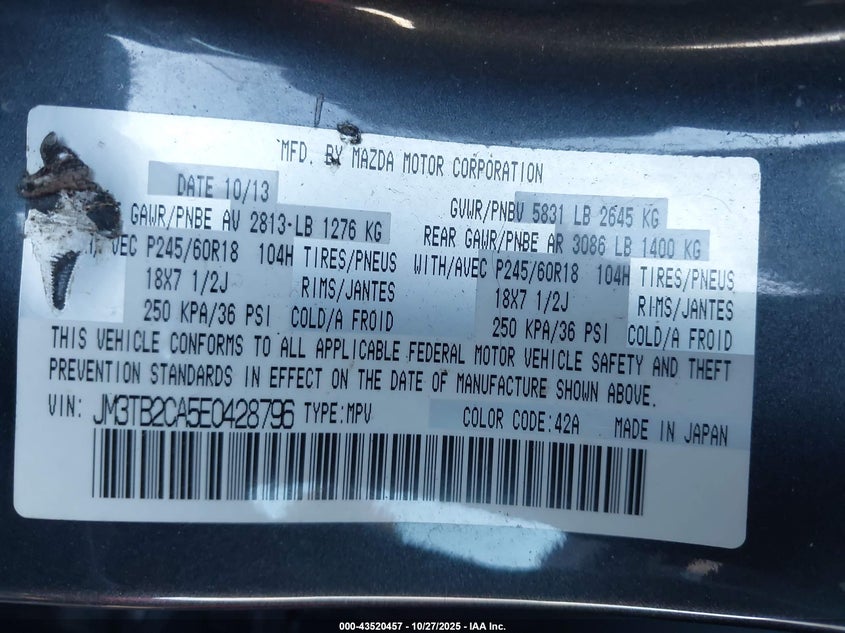 MFD. BY MAZDA MOTOR CORPORATION
DATE 10/13
GVWR/PNBV 5831 LB 2645 KG
GAWR/PNBE AV 2813-LB 1276 KG
REAR GAWR/PNBE AR 3086 LB 1400 KG
AVEC P245/60R18 104H TIRES/PNEUS
WITH/AVEC P245/60R18 104H TIRES/PNEUS
18X7 1/2J RIMS/JANTES
18X7 1/2J RIMS/JANTES
250 KPA/36 PSI COLD/A FROID
250 KPA/36 PSI COLD/A FROID
THIS VEHICLE CONFORMS TO ALL APPLICABLE FEDERAL MOTOR VEHICLE SAFETY AND THEFT
PREVENTION STANDARDS IN EFFECT ON THE DATE OF MANUFACTURE SHOWN ABOVE.
VIN: JM3TB2CA5E0428796 TYPE:MPV COLOR CODE:42A MADE IN JAPAN
000-43520457 - 10/27/2025 - IAA Inc.